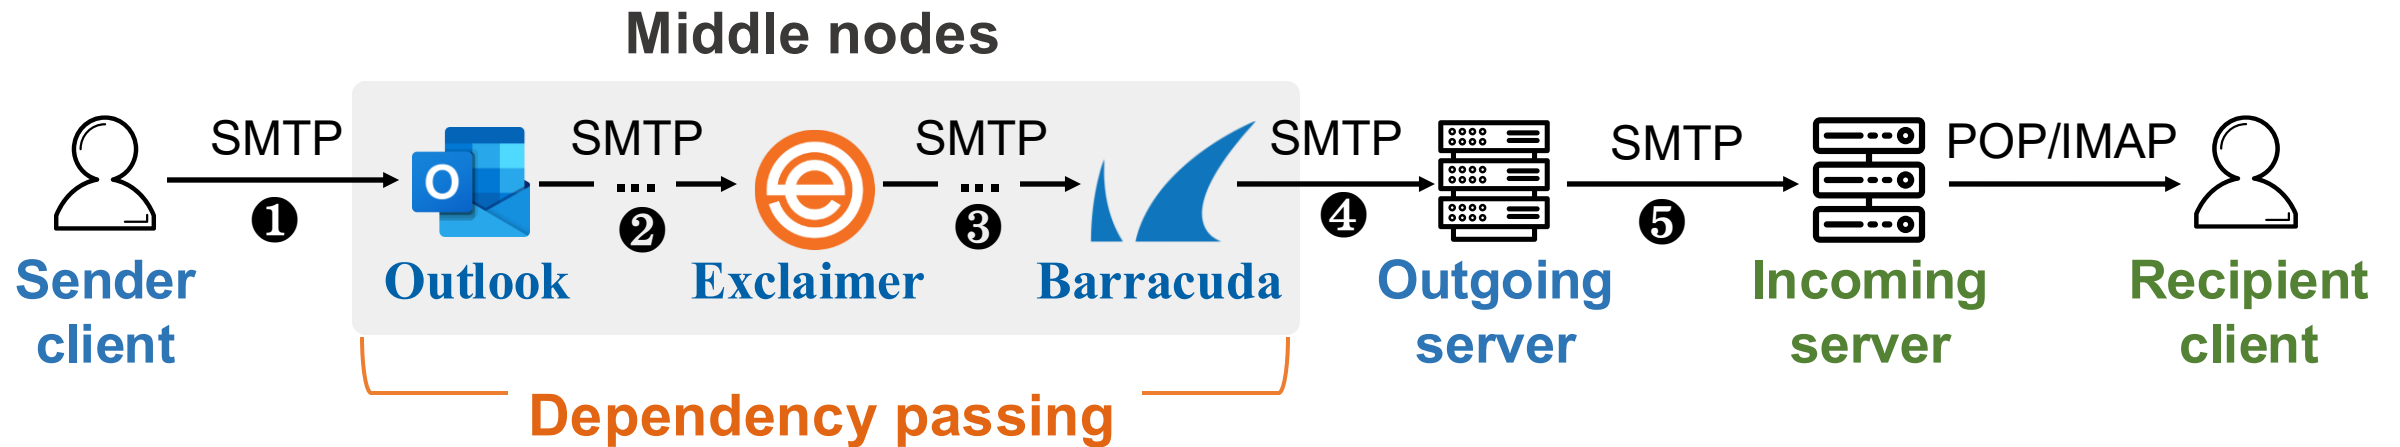 Middle nodes
SMTP SMTP SMTP SMTP SMTP POP/IMAP
... ...
❶ ❷ ❸ ❹ ❺
Outlook Exclaimer Barracuda
Sender client
Outgoing server
Incoming server
Recipient client
Dependency passing